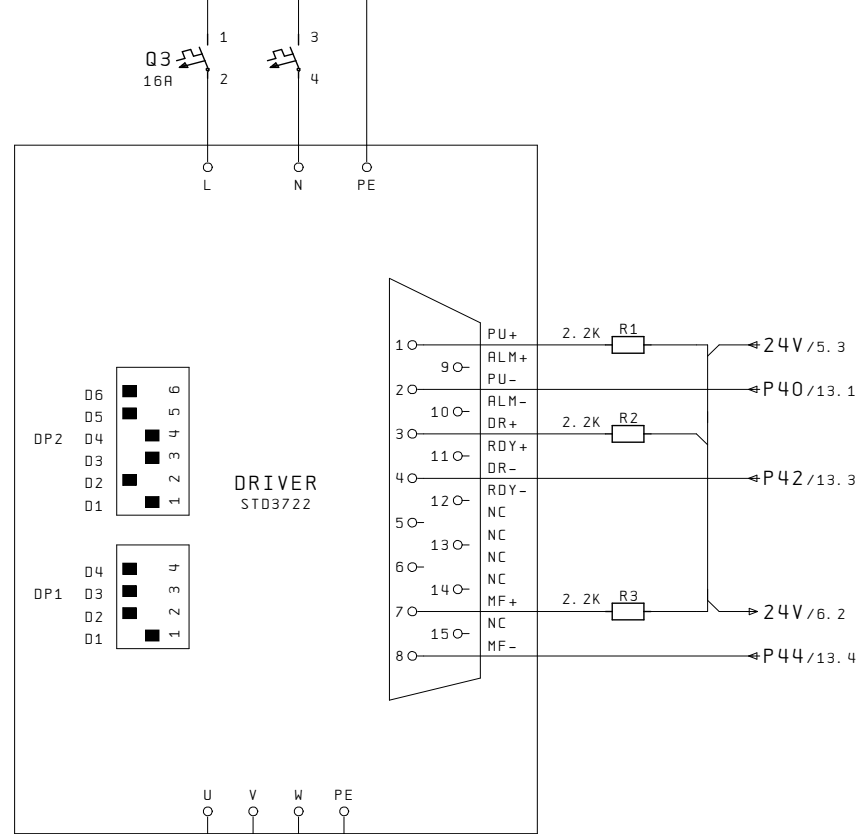 1 3
Q3
16A 2 4
L N PE
PU+ 2.2K R1
1 24V/5.3
ALM+
9
PU-
2 P40/13.1
ALM-
10
DR+ 2.2K R2
3
RDY+
11
DR-
4 P42/13.3
RDY-
12
NC
5
NC
13
NC
6
NC
14
MF+ 2.2K R3
7 24V/6.2
NC
15
MF-
8 P44/13.4
D6 6
D5 5
DP2 D4 4
D3 3
D2 2
D1 1
DRIVER
STD3722
D4 4
DP1 D3 3
D2 2
D1 1
U V W PE